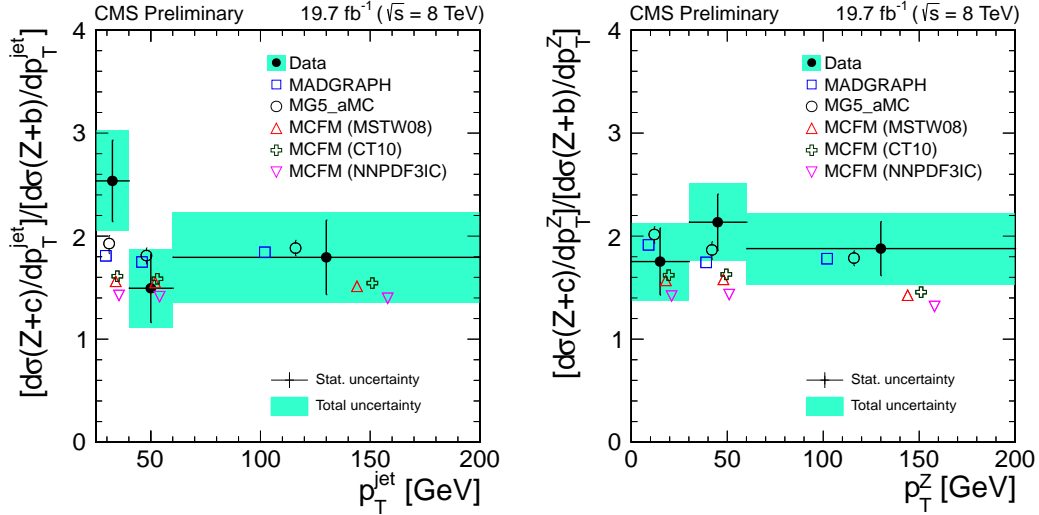 CMS Preliminary 19.7 fb⁻¹ (√s = 8 TeV)
[dσ(Z+c)/dp_T^jet]/[dσ(Z+b)/dp_T^jet]
4
3
2
1
0
Data
MADGRAPH
MG5_aMC
MCFM (MSTW08)
MCFM (CT10)
MCFM (NNPDF3IC)
Stat. uncertainty
Total uncertainty
50 100 150 200
p_T^jet [GeV]
CMS Preliminary 19.7 fb⁻¹ (√s = 8 TeV)
[dσ(Z+c)/dp_T^Z]/[dσ(Z+b)/dp_T^Z]
4
3
2
1
0
Data
MADGRAPH
MG5_aMC
MCFM (MSTW08)
MCFM (CT10)
MCFM (NNPDF3IC)
Stat. uncertainty
Total uncertainty
0 50 100 150 200
p_T^Z [GeV]